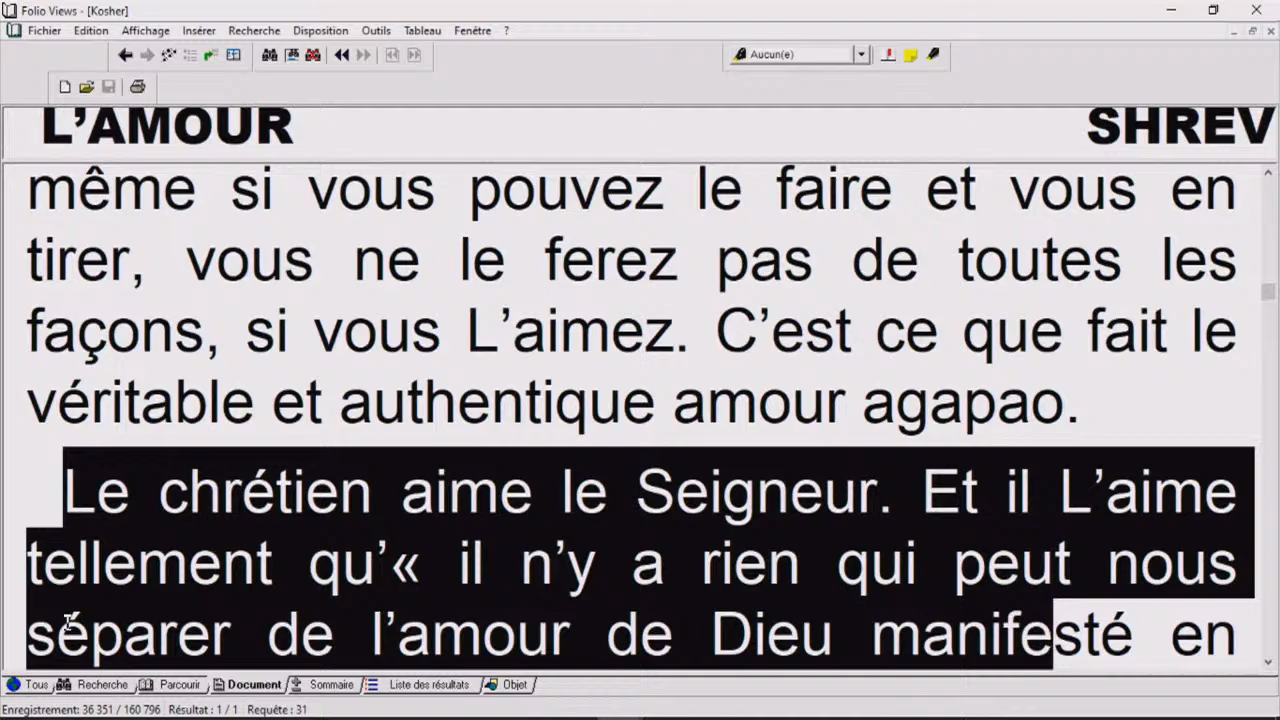 Folio Views - [Kosher]
Fichier Edition Affichage Insérer Recherche Disposition Outils Tableau Fenêtre ?
Aucun(e)
L’AMOUR SHREV
même si vous pouvez le faire et vous en
tirer, vous ne le ferez pas de toutes les
façons, si vous L’aimez. C’est ce que fait le
véritable et authentique amour agapao.
Le chrétien aime le Seigneur. Et il L’aime
tellement qu’« il n’y a rien qui peut nous
séparer de l’amour de Dieu manifesté en
Tous Recherche Parcourir Document Sommaire Liste des résultats Objet
Enregistrement: 36 351 / 160 796 Résultat : 1 / 1 Requête : 31